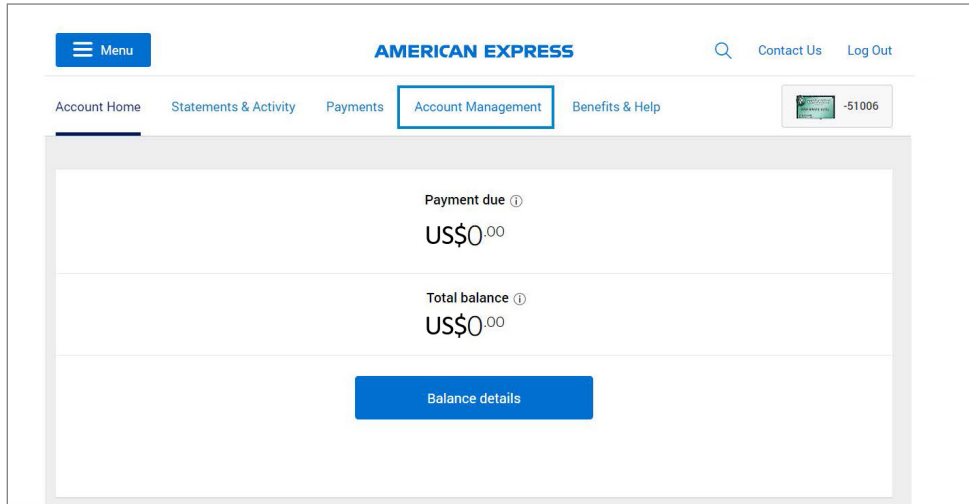 Menu
AMERICAN EXPRESS
Contact Us
Log Out
Account Home
Statements & Activity
Payments
Account Management
Benefits & Help
-51006
Payment due
US$0.00
Total balance
US$0.00
Balance details